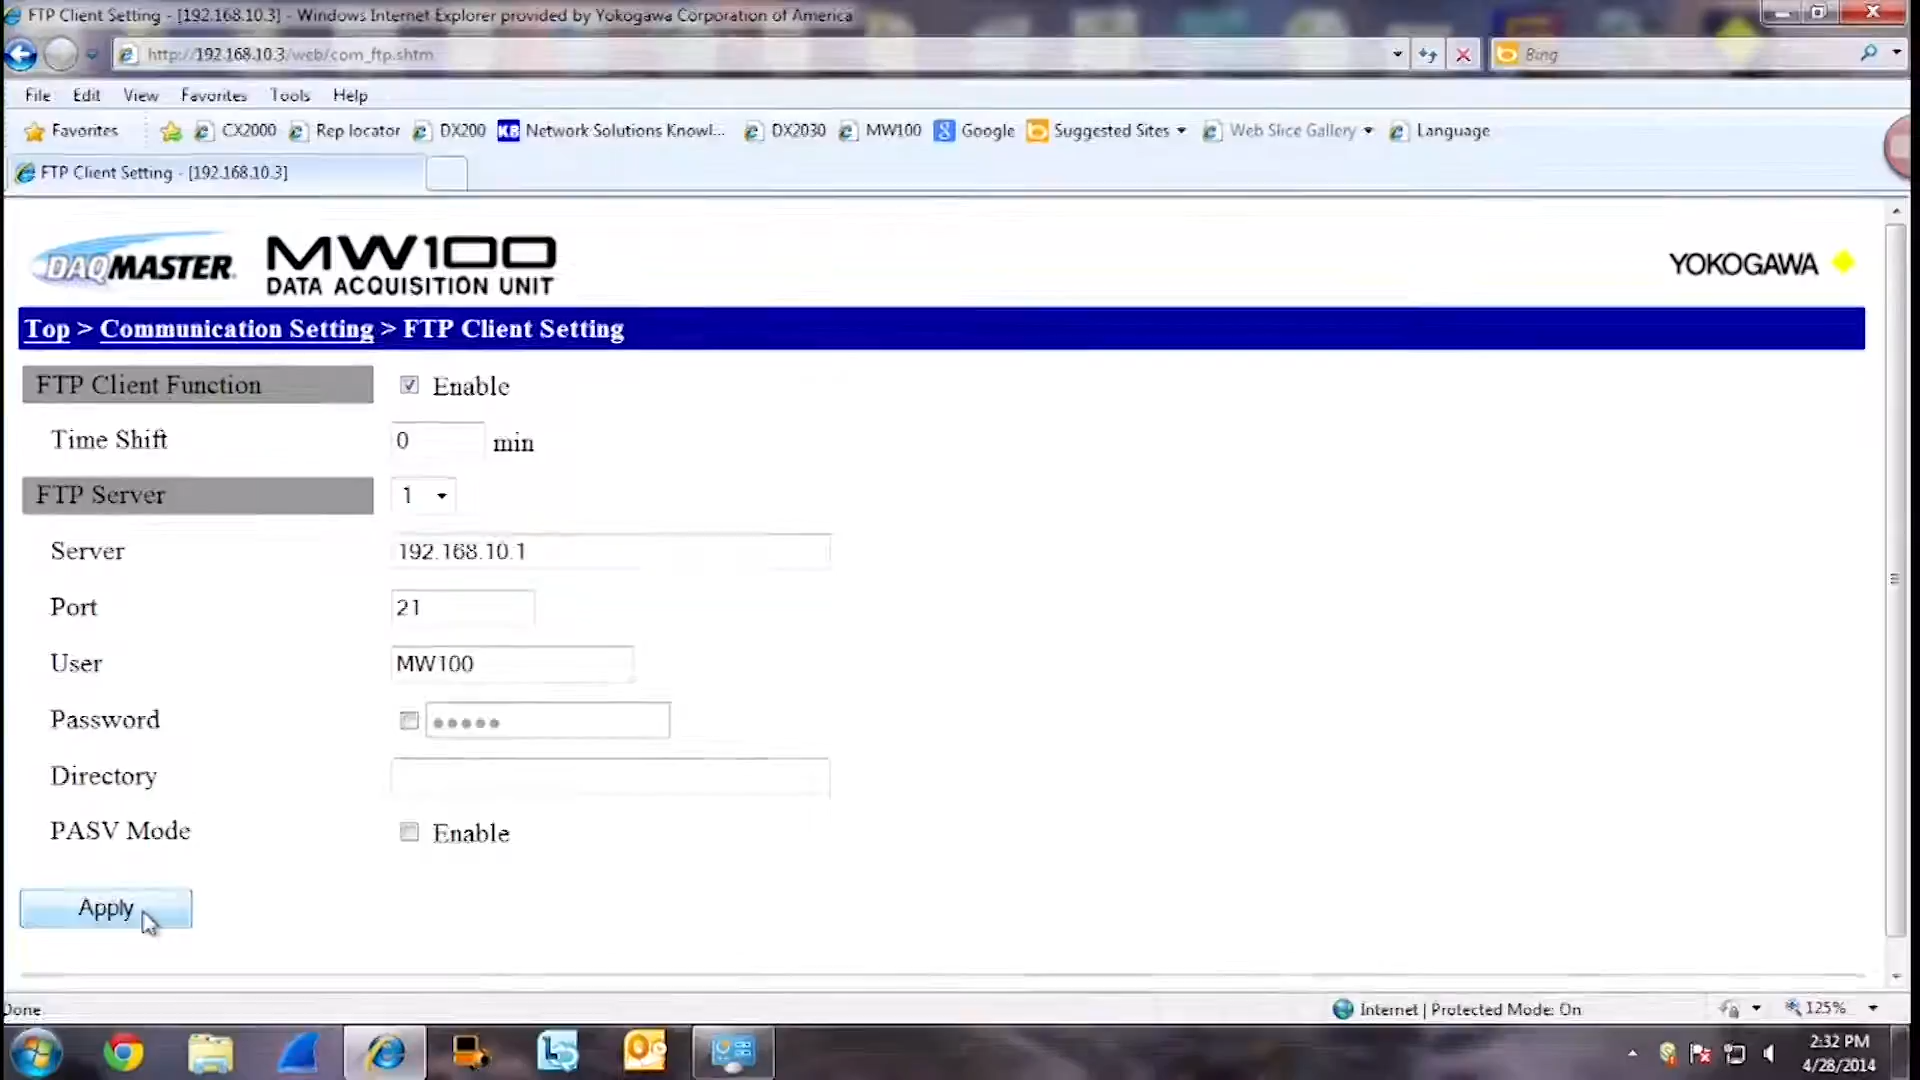 FTP Client Setting - [192.168.10.3] - Windows Internet Explorer provided by Yokogawa Corporation of America
http://192.168.10.3/web/com_ftp.shtm
Bing
File Edit View Favorites Tools Help
Favorites CX2000 Rep locator DX200 KB Network Solutions Knowl... DX2030 MW100 Google Suggested Sites Web Slice Gallery Language
FTP Client Setting - [192.168.10.3]
DAQMASTER MW100
DATA ACQUISITION UNIT
YOKOGAWA
Top > Communication Setting > FTP Client Setting
FTP Client Function Enable
Time Shift 0 min
FTP Server 1
Server 192.168.10.1
Port 21
User MW100
Password •••••
Directory
PASV Mode Enable
Apply
Done
Internet | Protected Mode: On
125%
2:32 PM
4/28/2014